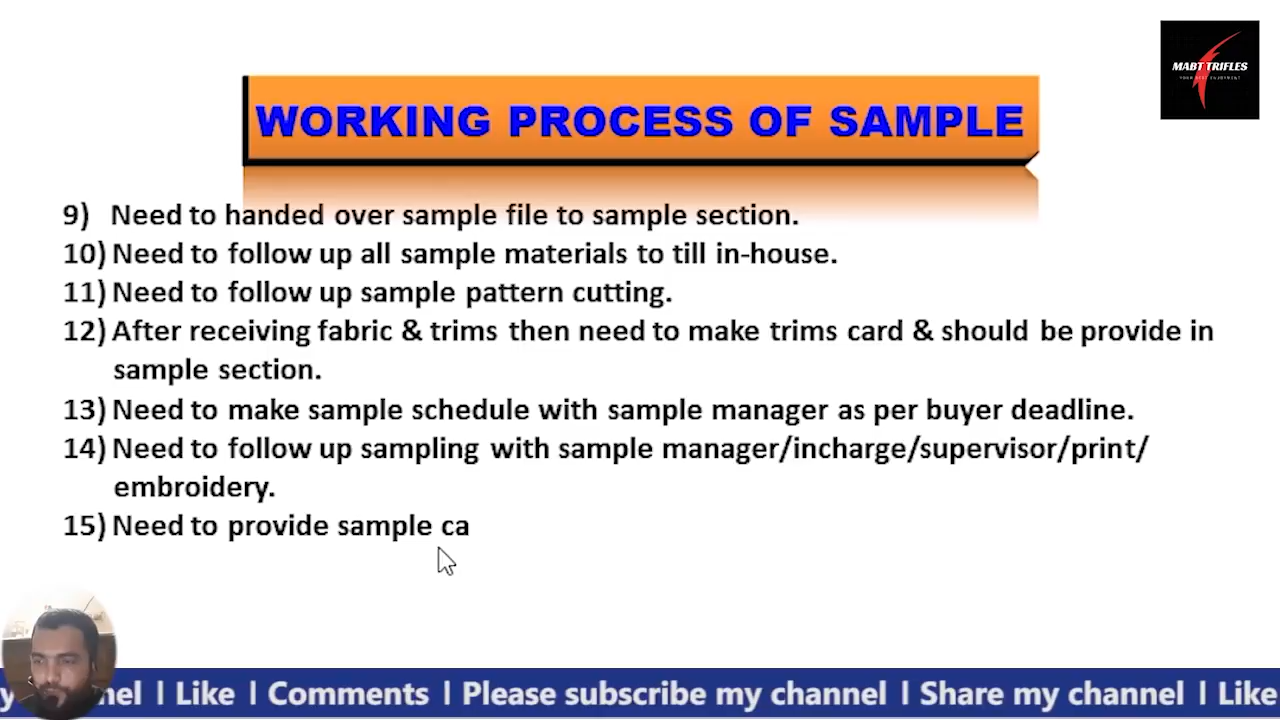 MABT TRIFLES
YOUR BEST ENJOYMENT
WORKING PROCESS OF SAMPLE
9) Need to handed over sample file to sample section.
10) Need to follow up all sample materials to till in-house.
11) Need to follow up sample pattern cutting.
12) After receiving fabric & trims then need to make trims card & should be provide in
sample section.
13) Need to make sample schedule with sample manager as per buyer deadline.
14) Need to follow up sampling with sample manager/incharge/supervisor/print/
embroidery.
15) Need to provide sample ca
l Like l Comments l Please subscribe my channel l Share my channel l Like